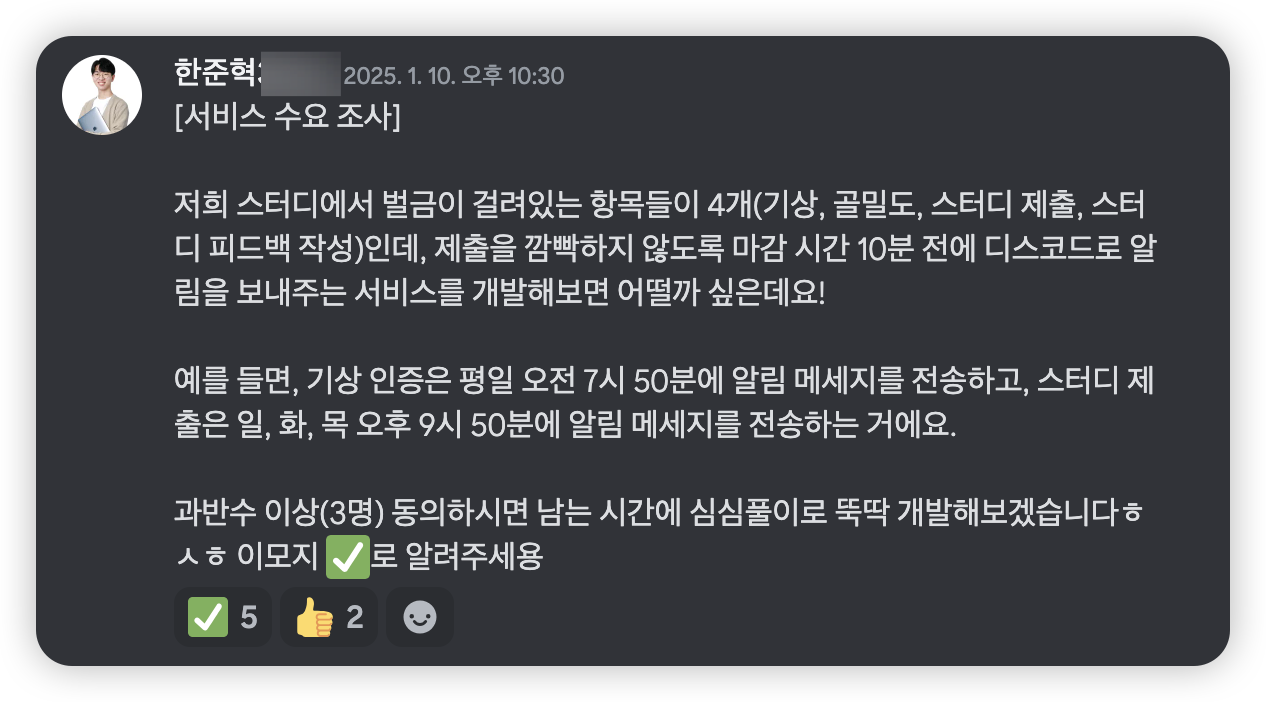 한준혁 2025. 1. 10. 오후 10:30
[서비스 수요 조사]
저희 스터디에서 벌금이 걸려있는 항목들이 4개(기상, 골밀도, 스터디 제출, 스터
디 피드백 작성)인데, 제출을 깜빡하지 않도록 마감 시간 10분 전에 디스코드로 알
림을 보내주는 서비스를 개발해보면 어떨까 싶은데요!
예를 들면, 기상 인증은 평일 오전 7시 50분에 알림 메세지를 전송하고, 스터디 제
출은 일, 화, 목 오후 9시 50분에 알림 메세지를 전송하는 거에요.
과반수 이상(3명) 동의하시면 남는 시간에 심심풀이로 뚝딱 개발해보겠습니다ㅎ
ㅅㅎ 이모지 ✅로 알려주세용
✅ 5 👍 2